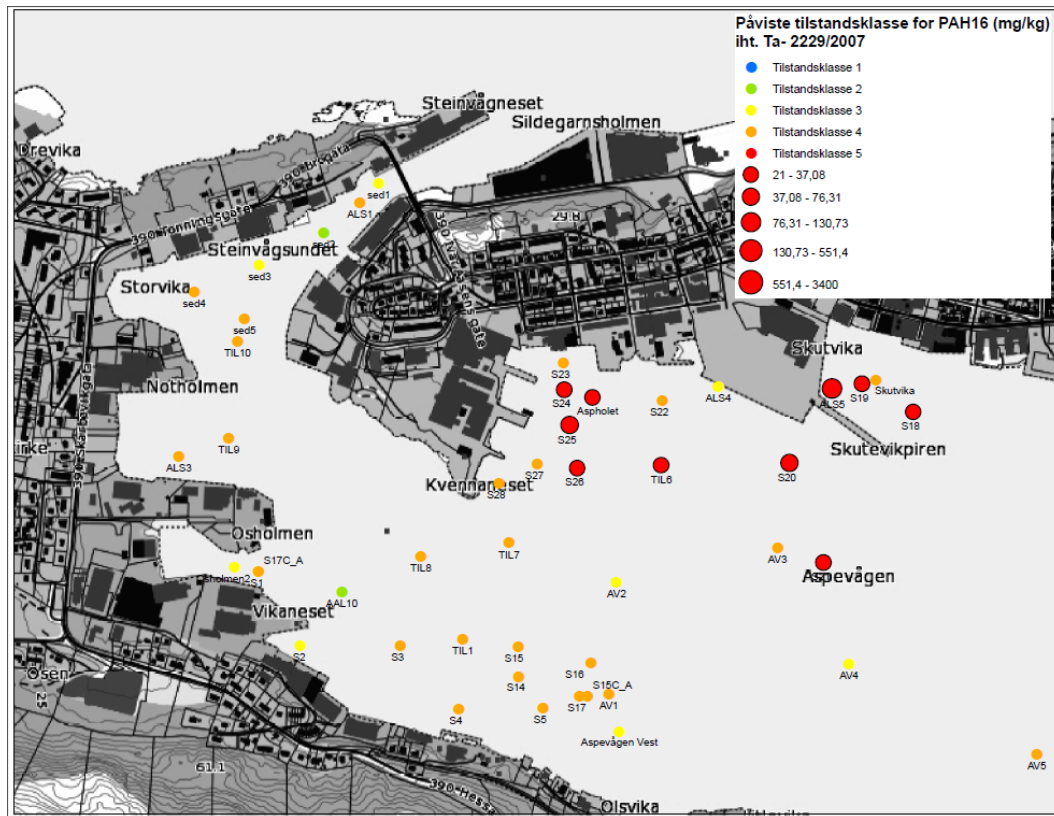 Påviste tilstandsklasse for PAH16 (mg/kg)
iht. Ta- 2229/2007
Tilstandsklasse 1
Tilstandsklasse 2
Tilstandsklasse 3
Tilstandsklasse 4
Tilstandsklasse 5
21 - 37,08
37,08 - 76,31
76,31 - 130,73
130,73 - 551,4
551,4 - 3400
Steinvågneset
Sildegarnsholmen
Drevika
390 Brogata
sed1
ALS1
390 Tonningsgate
29.8
sed2
Steinvågsundet
sed3
Storvika
sed4
sed5
TIL10
Skutvika
S23
Notholmen
S24
Aspholet
S22
ALS4
ALS5
S19
Skutvika
S18
S25
390 Skarbøvikgata
TIL9
ALS3
Skutevikpiren
S27
S26
TIL6
S20
Kvennaneset
S28
Osholmen
S17C_A
TIL7
AV3
TIL8
S1
Aspevågen
AV2
AAL10
Vikaneset
S2
S3
TIL1
S15
S16
AV4
Osen
S14
S15C_A
25
S17
AV1
S4
S5
Aspevågen Vest
61.1
AV5
390 Hessa
Olsvika